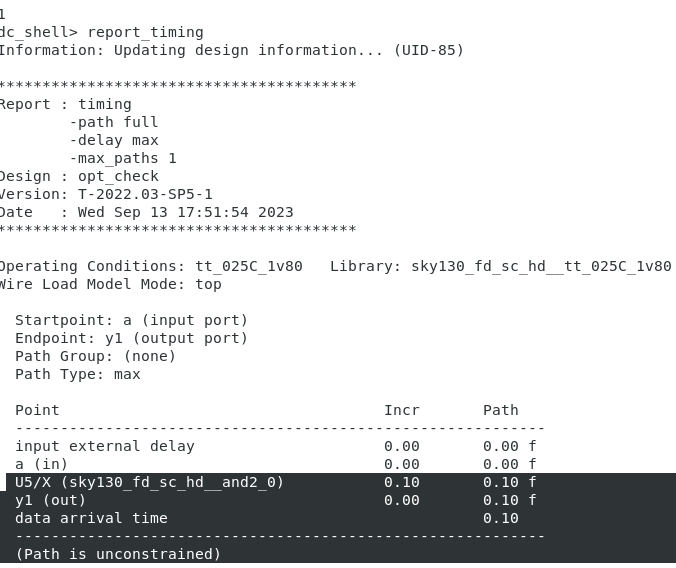 1
dc_shell> report_timing
Information: Updating design information... (UID-85)
****************************************
Report : timing
-path full
-delay max
-max_paths 1
Design : opt_check
Version: T-2022.03-SP5-1
Date   : Wed Sep 13 17:51:54 2023
****************************************
Operating Conditions: tt_025C_1v80   Library: sky130_fd_sc_hd__tt_025C_1v80
Wire Load Model Mode: top
Startpoint: a (input port)
Endpoint: y1 (output port)
Path Group: (none)
Path Type: max
Point                                    Incr       Path
-----------------------------------------------------------
input external delay                     0.00       0.00 f
a (in)                                   0.00       0.00 f
U5/X (sky130_fd_sc_hd__and2_0)           0.10       0.10 f
y1 (out)                                 0.00       0.10 f
data arrival time                                   0.10
-----------------------------------------------------------
(Path is unconstrained)